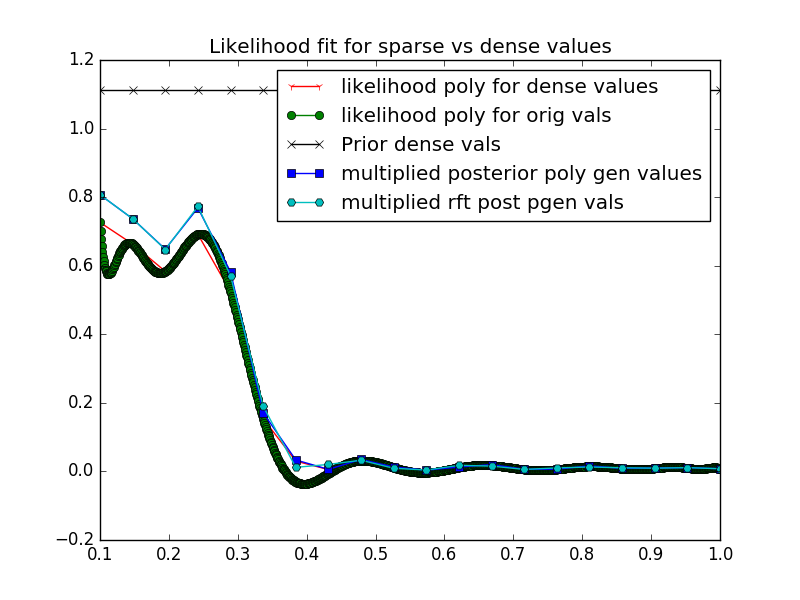 Likelihood fit for sparse vs dense values
1.2
1.0
0.8
0.6
0.4
0.2
0.0
−0.2
likelihood poly for dense values
likelihood poly for orig vals
Prior dense vals
multiplied posterior poly gen values
multiplied rft post pgen vals
0.1 0.2 0.3 0.4 0.5 0.6 0.7 0.8 0.9 1.0